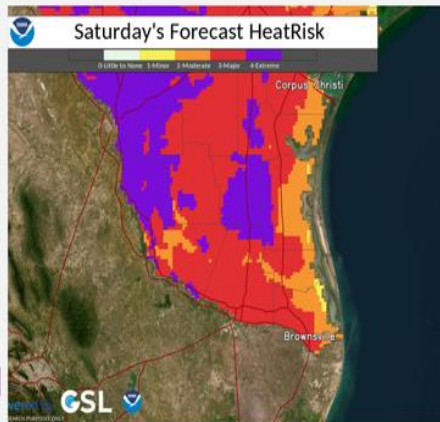 Saturday's Forecast HeatRisk
0-Little to None 1-Minor 2-Moderate 3-Major 4-Extreme
Corpus Christi
Brownsville
GSL